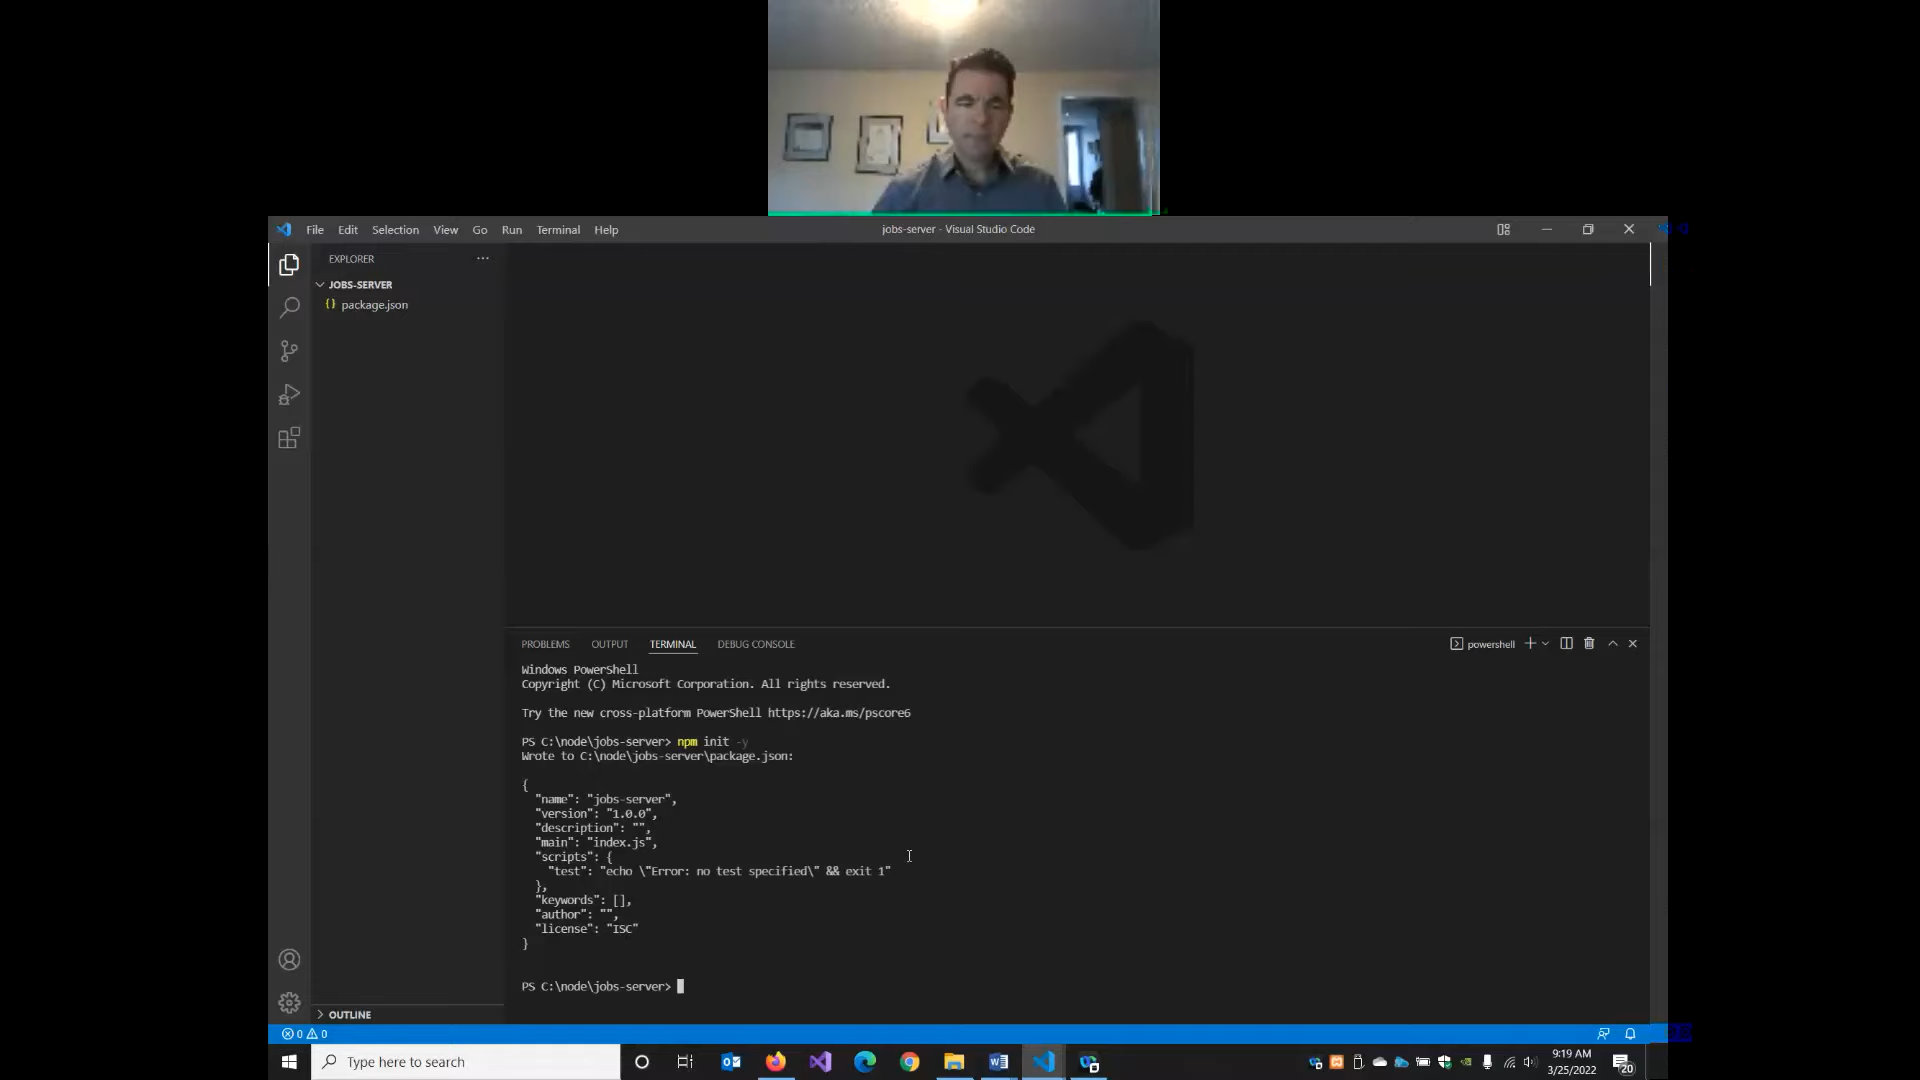 File Edit Selection View Go Run Terminal Help
jobs-server - Visual Studio Code
EXPLORER
JOBS-SERVER
package.json
PROBLEMS OUTPUT TERMINAL DEBUG CONSOLE
powershell
Windows PowerShell
Copyright (C) Microsoft Corporation. All rights reserved.
Try the new cross-platform PowerShell https://aka.ms/pscore6
PS C:\node\jobs-server> npm init -y
Wrote to C:\node\jobs-server\package.json:
{
"name": "jobs-server",
"version": "1.0.0",
"description": "",
"main": "index.js",
"scripts": {
"test": "echo \"Error: no test specified\" && exit 1"
},
"keywords": [],
"author": "",
"license": "ISC"
}
PS C:\node\jobs-server>
OUTLINE
0 0
Type here to search
9:19 AM
3/25/2022
20